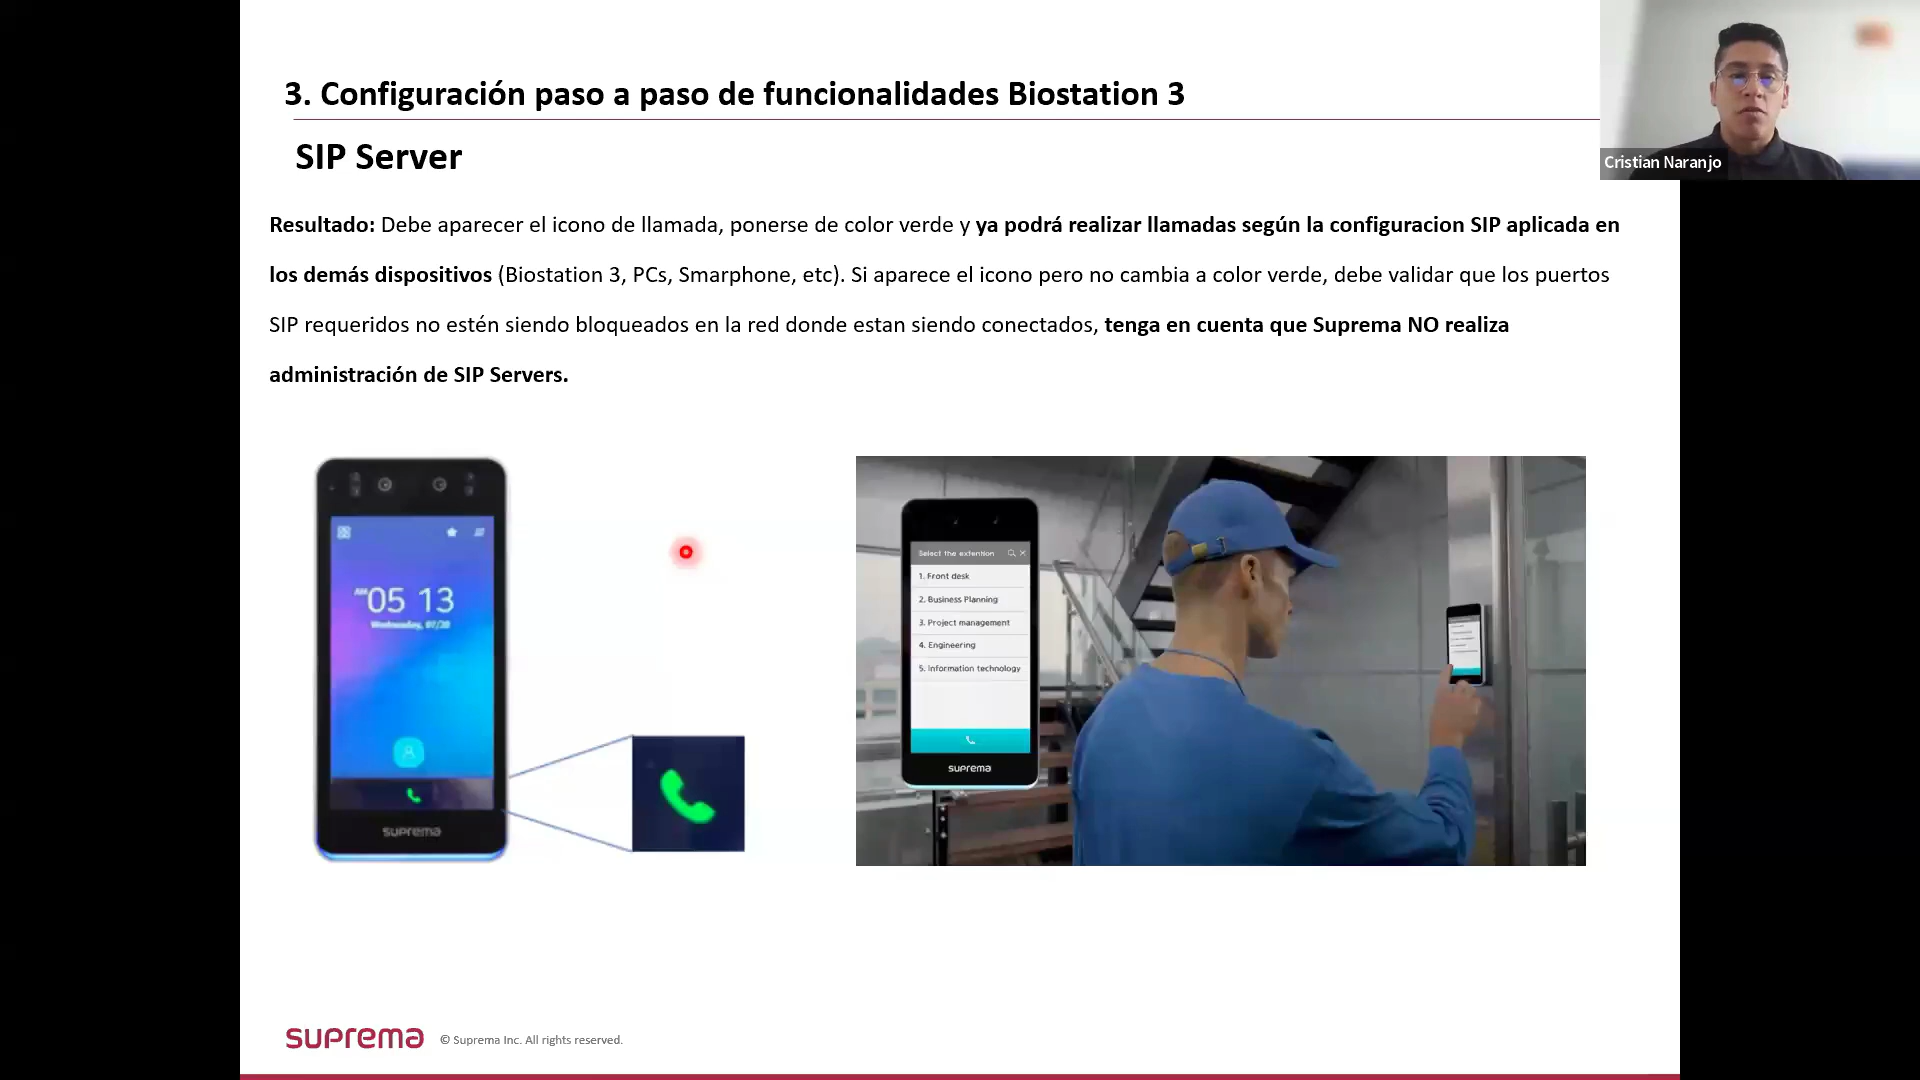 3. Configuración paso a paso de funcionalidades Biostation 3
SIP Server
Cristian Naranjo
Resultado: Debe aparecer el icono de llamada, ponerse de color verde y ya podrá realizar llamadas según la configuracion SIP aplicada en
los demás dispositivos (Biostation 3, PCs, Smarphone, etc). Si aparece el icono pero no cambia a color verde, debe validar que los puertos
SIP requeridos no estén siendo bloqueados en la red donde estan siendo conectados, tenga en cuenta que Suprema NO realiza
administración de SIP Servers.
AM 05 13
Wednesday, 07/20
suprema
Select the extention
1. Front desk
2. Business Planning
3. Project management
4. Engineering
5. Information technology
suprema
suprema © Suprema Inc. All rights reserved.